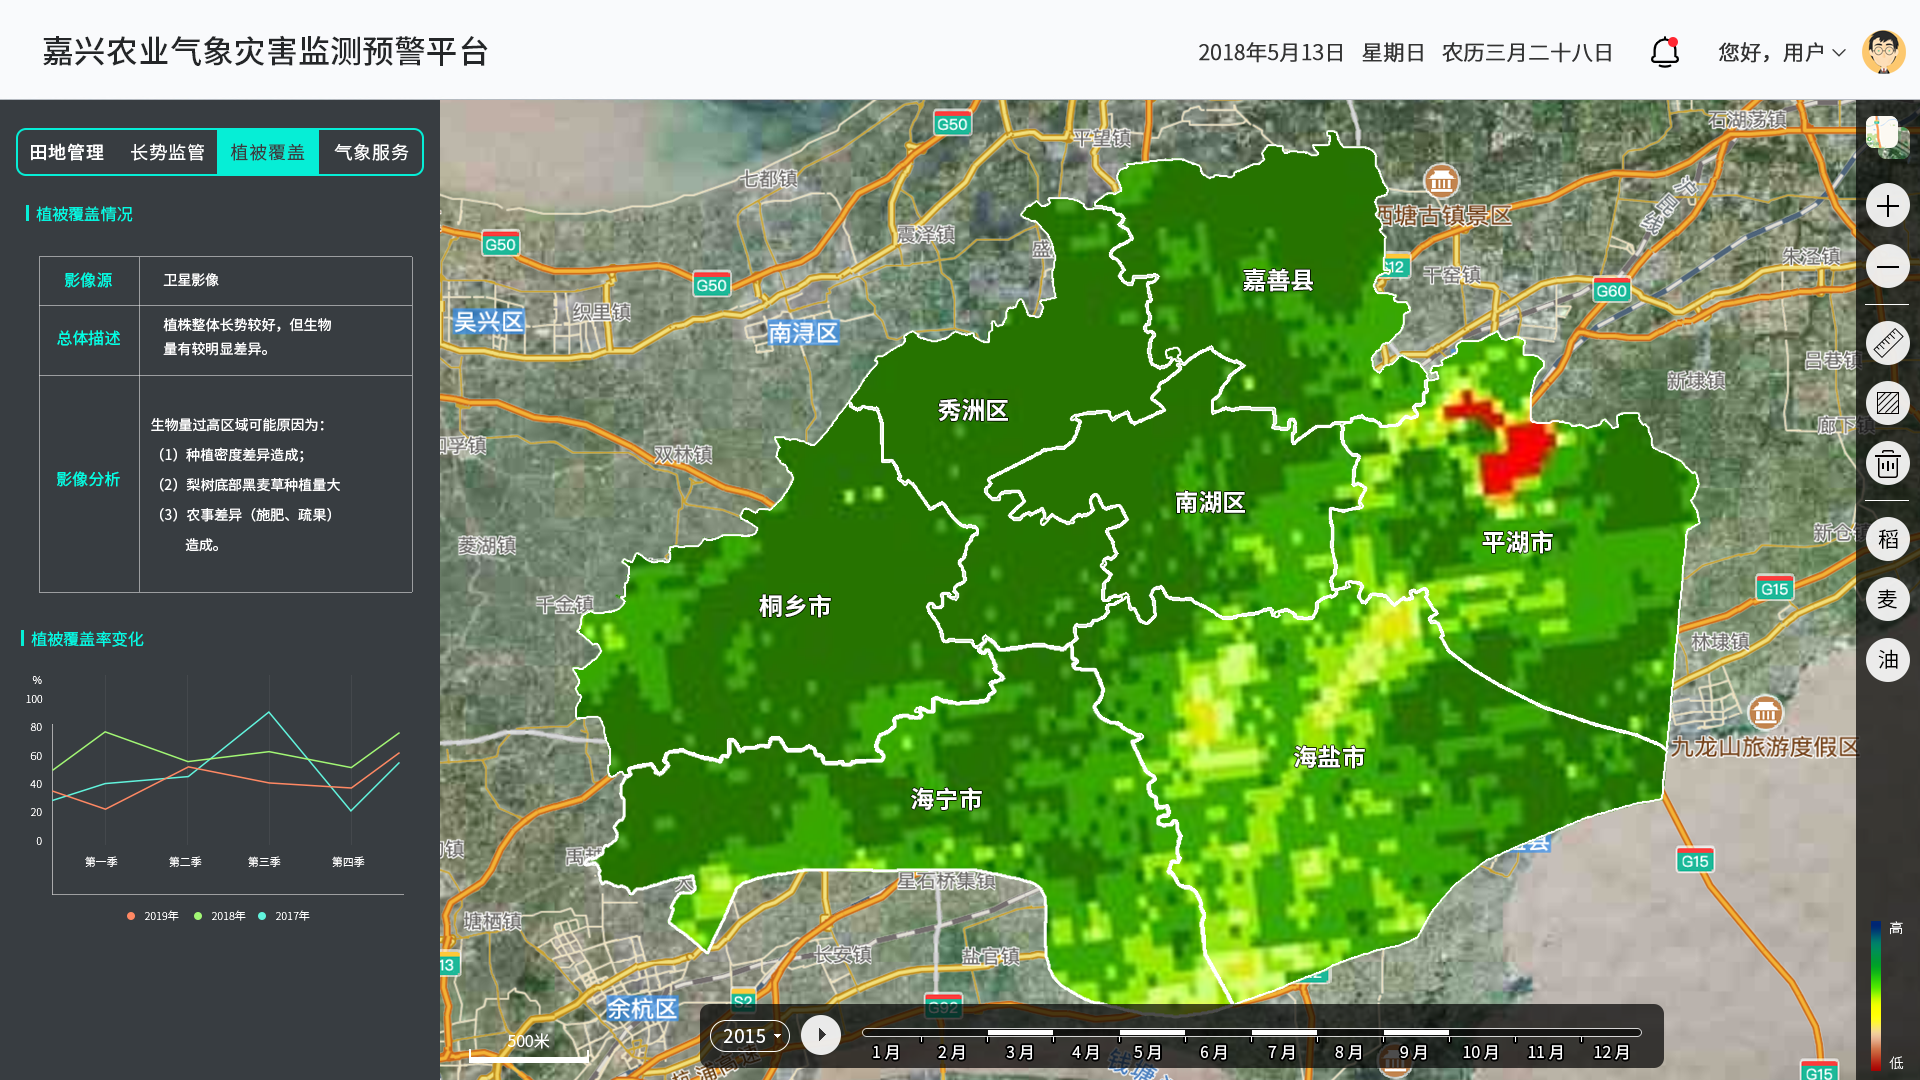 嘉兴农业气象灾害监测预警平台
2018年5月13日 星期日 农历三月二十八日
您好，用户
田地管理 长势监管 植被覆盖 气象服务
植被覆盖情况
影像源 卫星影像
总体描述 植株整体长势较好，但生物
量有较明显差异。
影像分析
生物量过高区域可能原因为：
（1）种植密度差异造成；
（2）梨树底部黑麦草种植量大
（3）农事差异（施肥、疏果）
造成。
植被覆盖率变化
%
100
80
60
40
20
0
第一季 第二季 第三季 第四季
2019年 2018年 2017年
G50
平望镇
石湖荡镇
七都镇
西塘古镇景区
G50
震泽镇
盛
朱泾镇
嘉善县
S12
干窑镇
G50
G60
织里镇
吴兴区
南浔区
吕巷镇
新埭镇
秀洲区
廊下镇
双林镇
南湖区
新仓镇
菱湖镇
平湖市
千金镇
桐乡市
G15
林埭镇
九龙山旅游度假区
海盐市
海宁市
G15
星石桥集镇
塘栖镇
长安镇
盐官镇
13
S2
G92
余杭区
G15
500米
2015
1月 2月 3月 4月 5月 6月 7月 8月 9月 10月 11月 12月
稻
麦
油
高
低